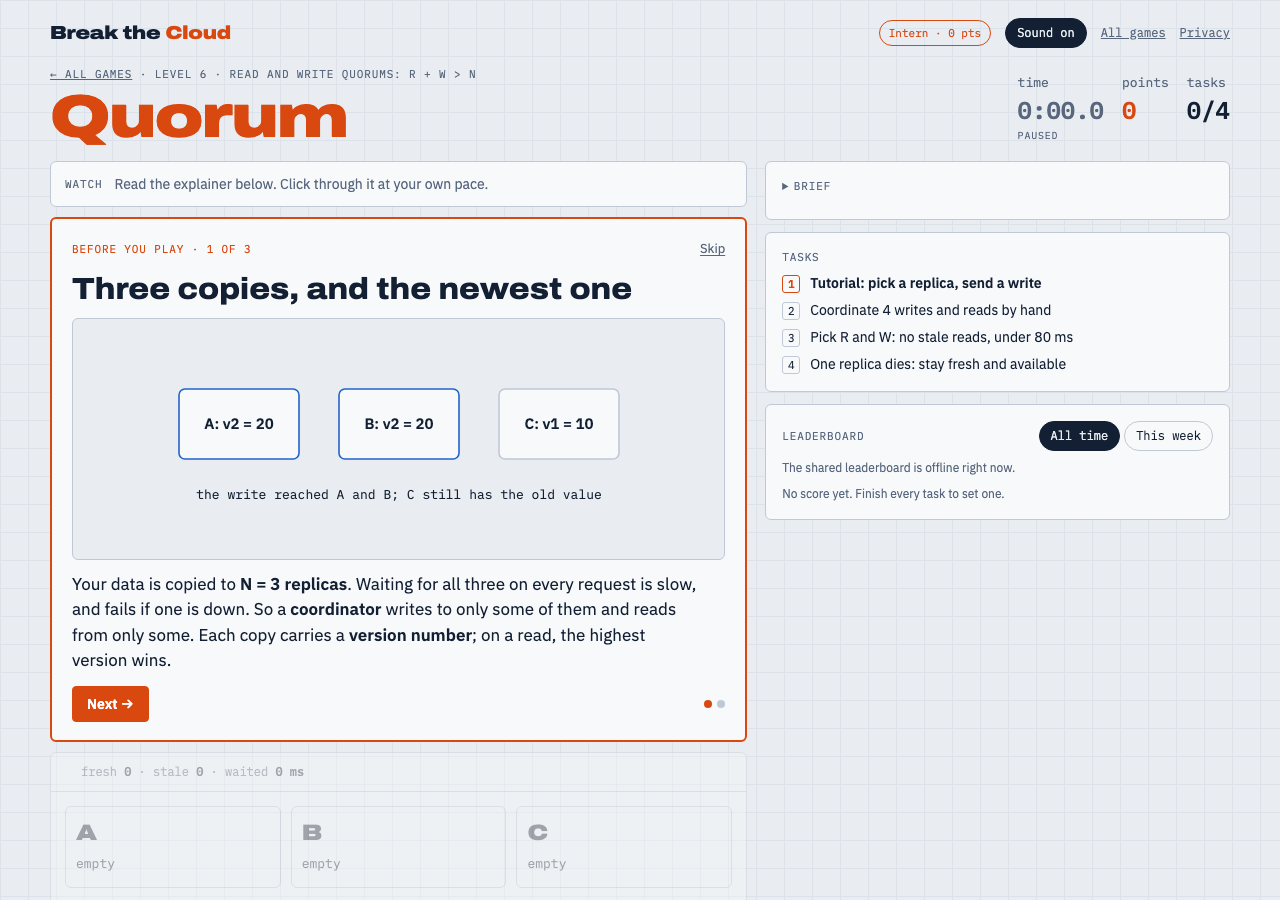 Break the Cloud
Intern · 0 pts
Sound on
All games
Privacy
← ALL GAMES · LEVEL 6 · READ AND WRITE QUORUMS: R + W > N
Quorum
time
0:00.0
PAUSED
points
0
tasks
0/4
WATCH Read the explainer below. Click through it at your own pace.
BEFORE YOU PLAY · 1 OF 3
Skip
Three copies, and the newest one
A: v2 = 20
B: v2 = 20
C: v1 = 10
the write reached A and B; C still has the old value
Your data is copied to N = 3 replicas. Waiting for all three on every request is slow,
and fails if one is down. So a coordinator writes to only some of them and reads
from only some. Each copy carries a version number; on a read, the highest
version wins.
Next →
fresh 0 · stale 0 · waited 0 ms
A
empty
B
empty
C
empty
▶ BRIEF
TASKS
1 Tutorial: pick a replica, send a write
2 Coordinate 4 writes and reads by hand
3 Pick R and W: no stale reads, under 80 ms
4 One replica dies: stay fresh and available
LEADERBOARD
All time
This week
The shared leaderboard is offline right now.
No score yet. Finish every task to set one.